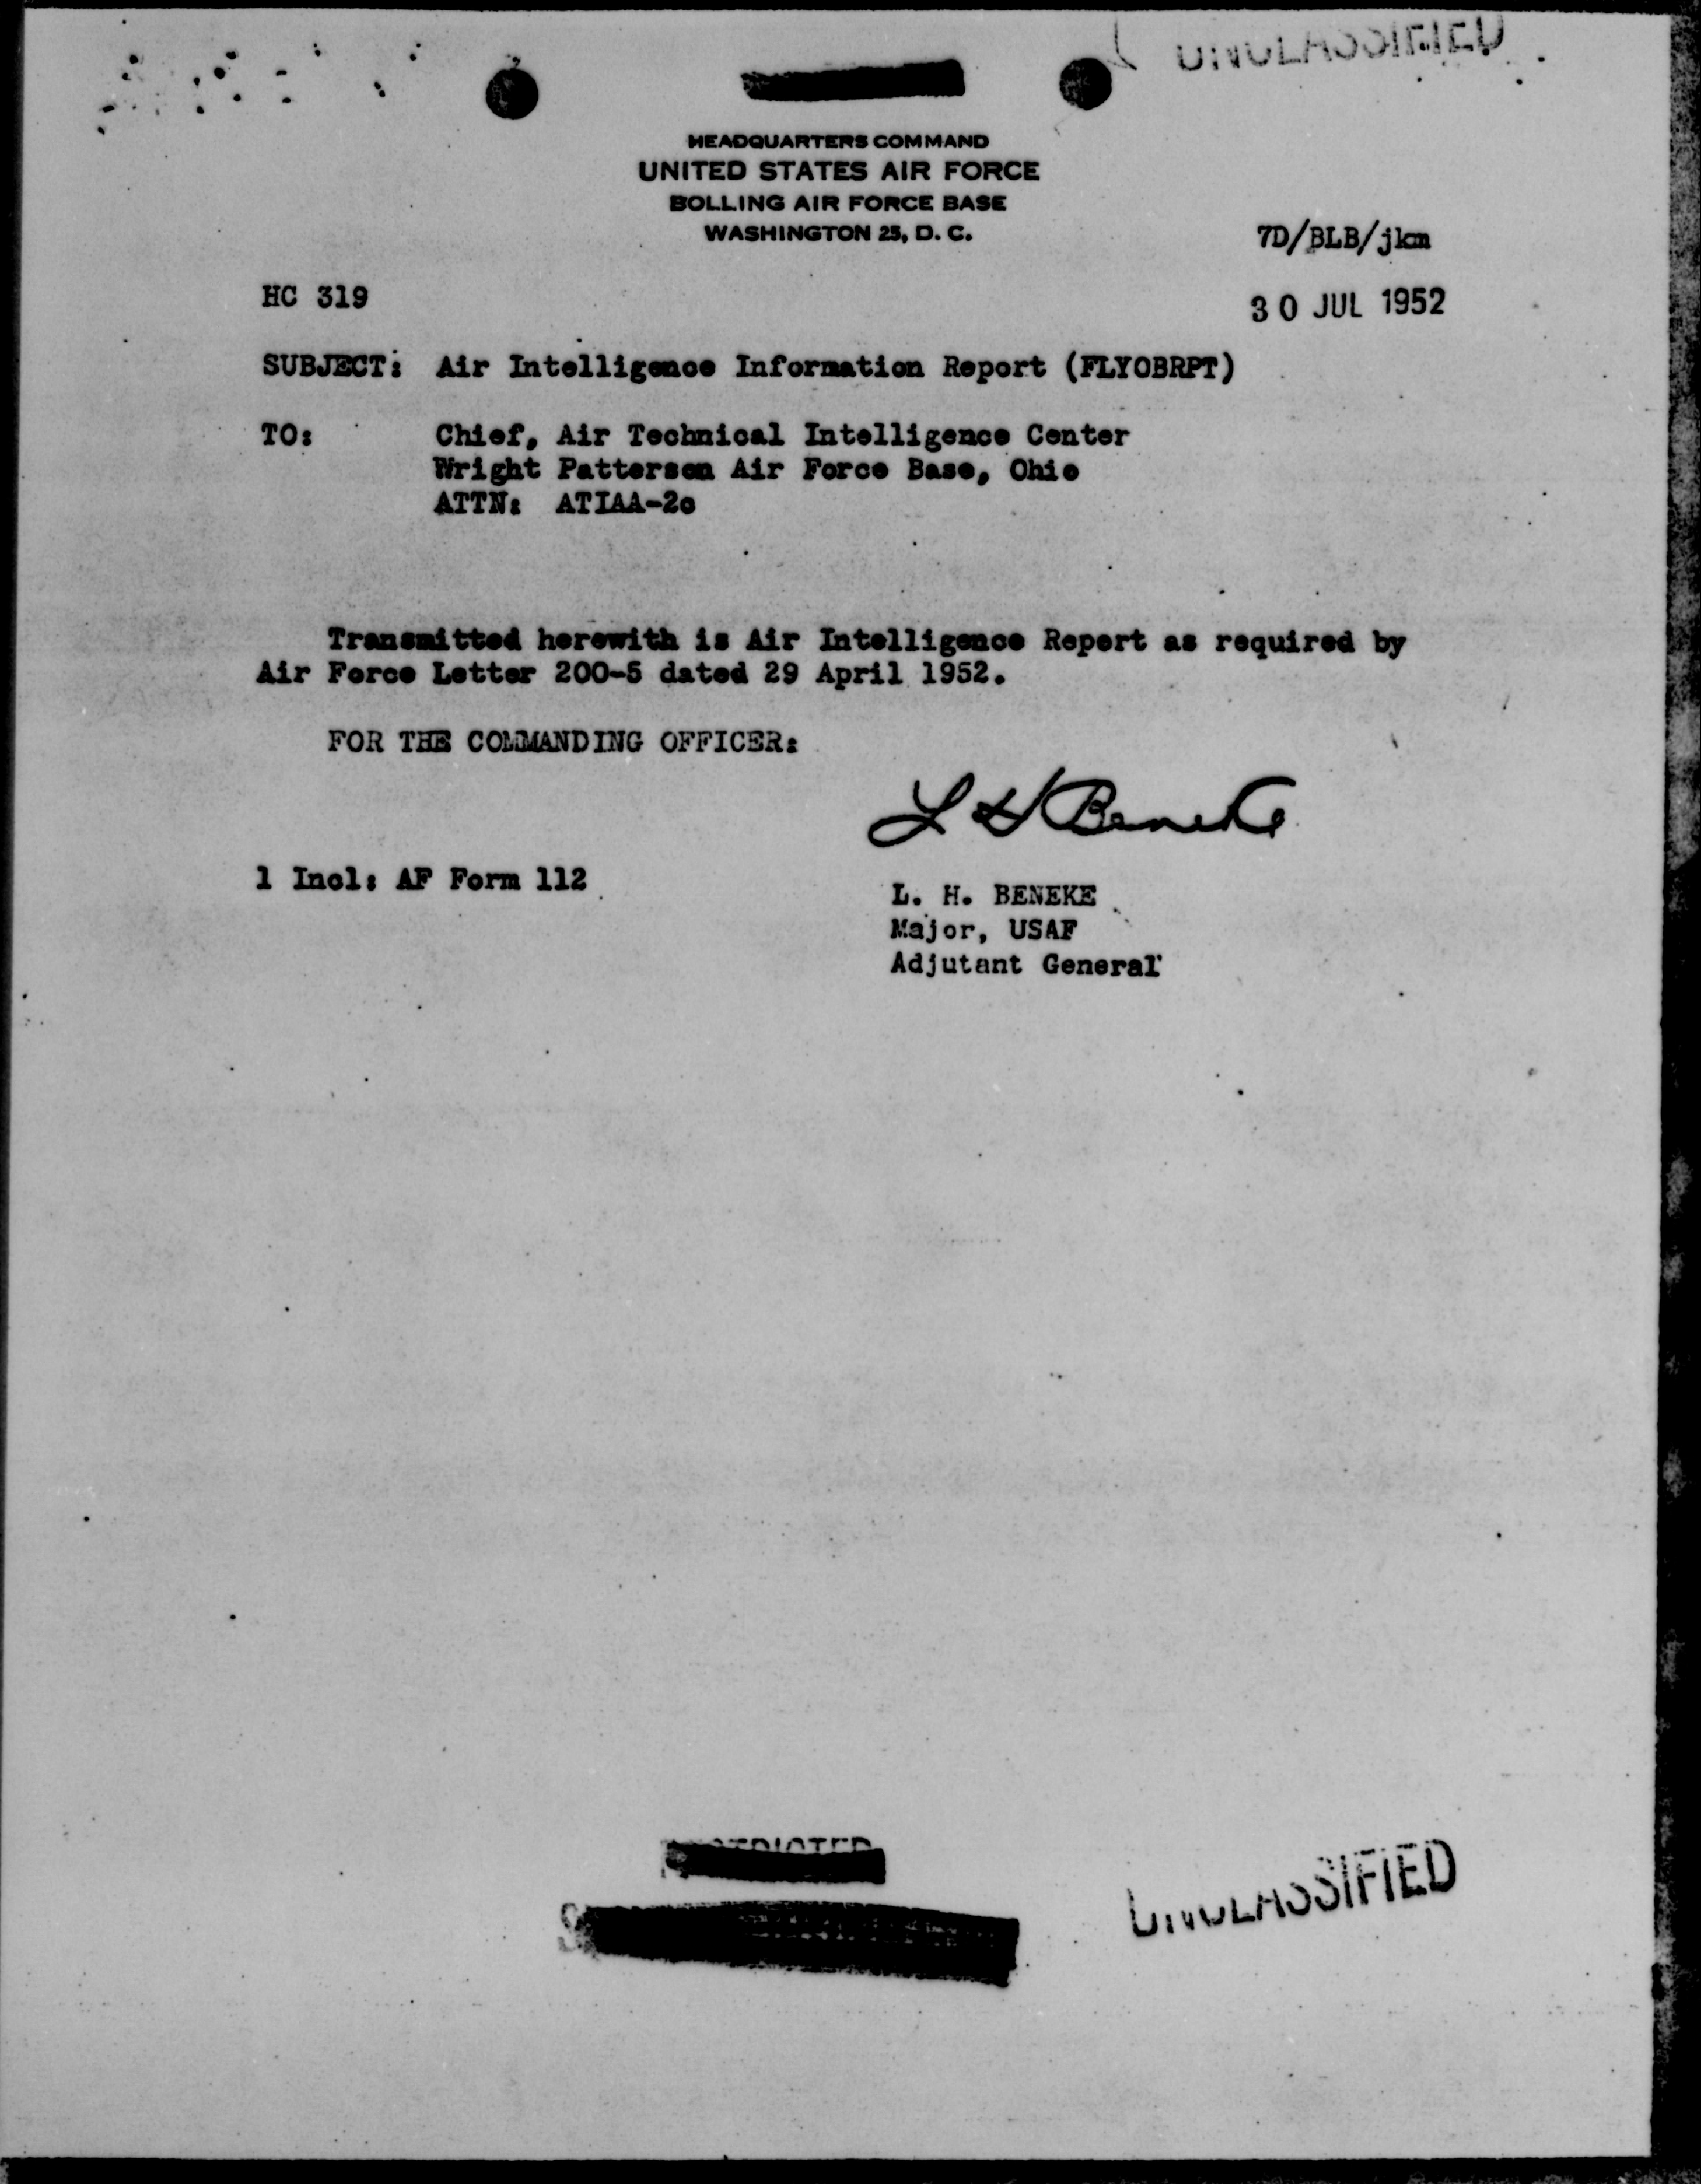 UNCLASSIFIED
HEADQUARTERS COMMAND
UNITED STATES AIR FORCE
BOLLING AIR FORCE BASE
WASHINGTON 25, D. C.
7D/BLB/jkm
HC 319
30 JUL 1952
SUBJECT: Air Intelligence Information Report (FLYOBRPT)
TO: Chief, Air Technical Intelligence Center
Wright Patterson Air Force Base, Ohio
ATTN: ATIAA-2c
Transmitted herewith is Air Intelligence Report as required by
Air Force Letter 200-5 dated 29 April 1952.
FOR THE COMMANDING OFFICER:
L H Beneke
1 Incl: AF Form 112
L. H. BENEKE
Major, USAF
Adjutant General
RESTRICTED
UNCLASSIFIED